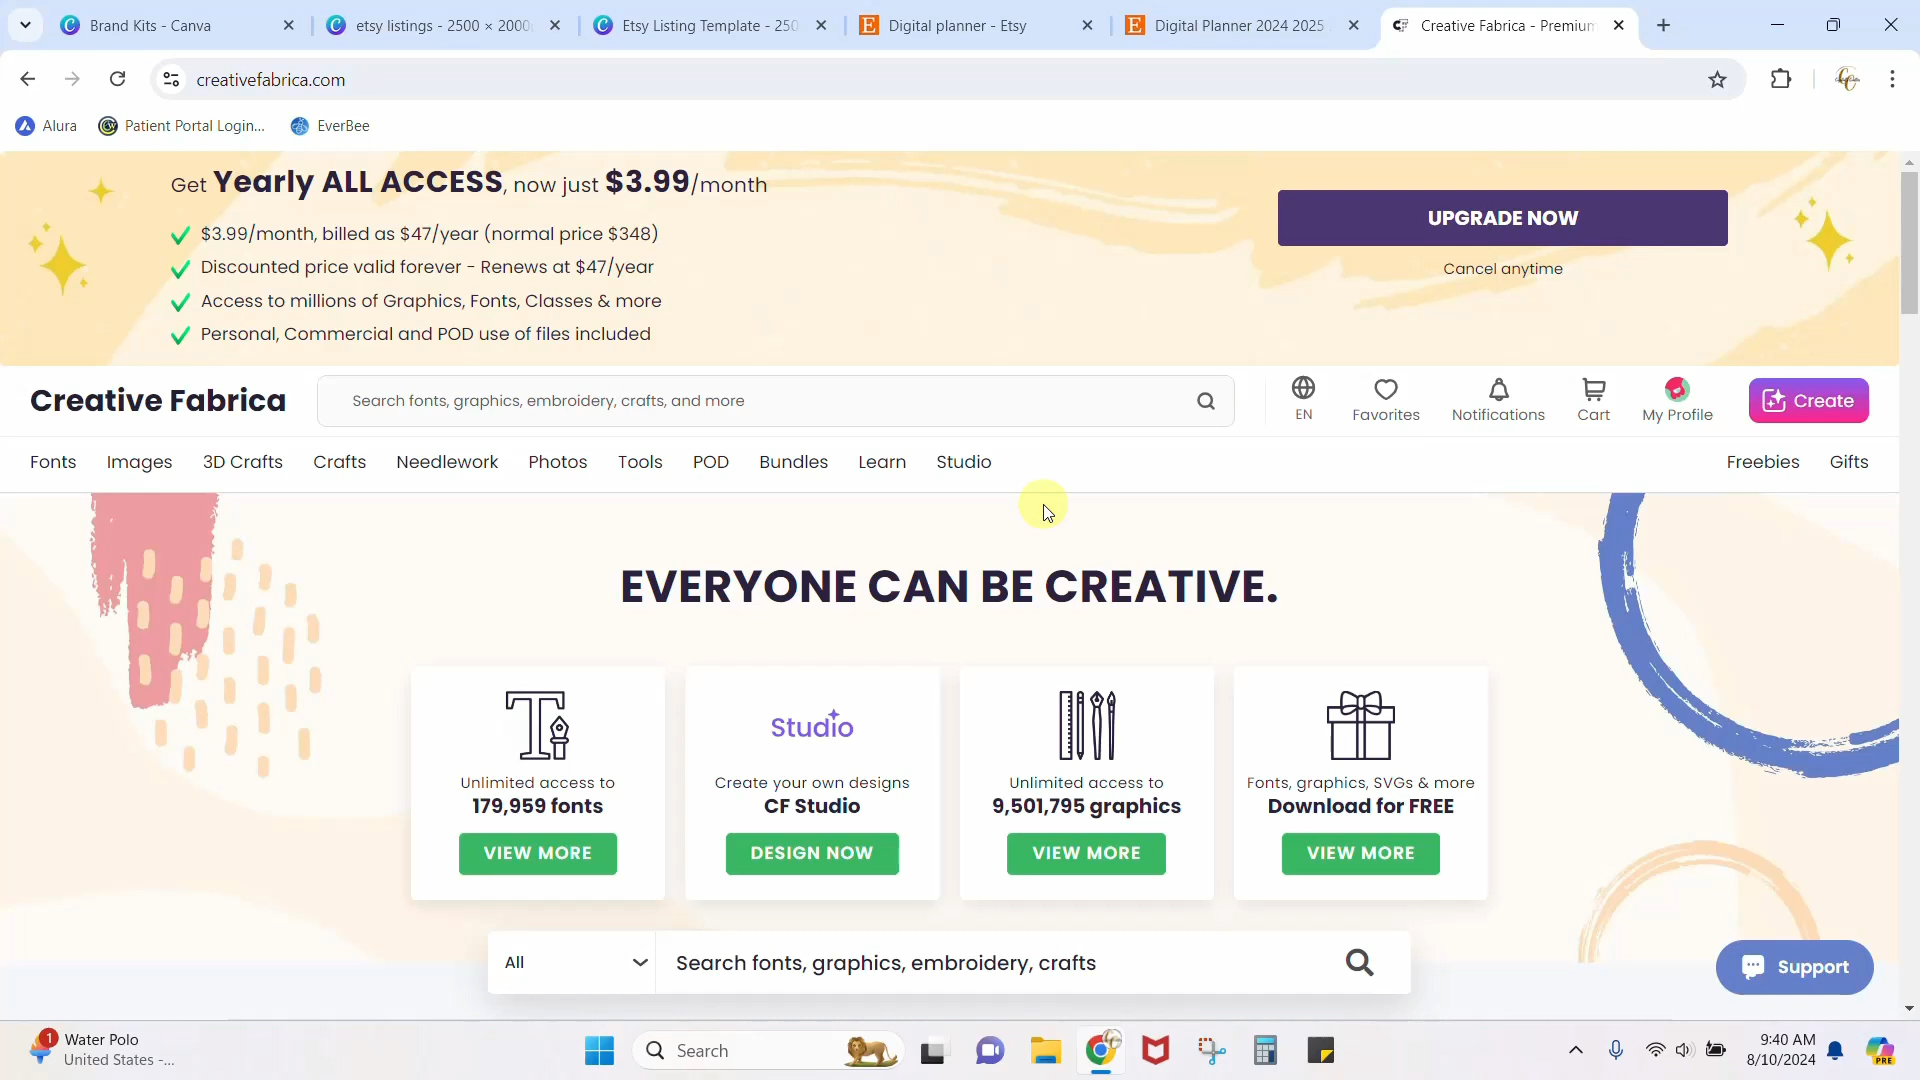 Brand Kits - Canva
etsy listings - 2500 × 2000
Etsy Listing Template - 250
Digital planner - Etsy
Digital Planner 2024 2025
Creative Fabrica - Premium
creativefabrica.com
Alura
Patient Portal Login...
EverBee
Get Yearly ALL ACCESS, now just $3.99/month
$3.99/month, billed as $47/year (normal price $348)
Discounted price valid forever - Renews at $47/year
Access to millions of Graphics, Fonts, Classes & more
Personal, Commercial and POD use of files included
UPGRADE NOW
Cancel anytime
Creative Fabrica
Search fonts, graphics, embroidery, crafts, and more
EN
Favorites
Notifications
Cart
My Profile
Create
Fonts
Images
3D Crafts
Crafts
Needlework
Photos
Tools
POD
Bundles
Learn
Studio
Freebies
Gifts
EVERYONE CAN BE CREATIVE.
Unlimited access to
179,959 fonts
VIEW MORE
Studio
Create your own designs
CF Studio
DESIGN NOW
Unlimited access to
9,501,795 graphics
VIEW MORE
Fonts, graphics, SVGs & more
Download for FREE
VIEW MORE
All
Search fonts, graphics, embroidery, crafts
Support
1
Water Polo
United States -...
Search
9:40 AM
8/10/2024
PRE